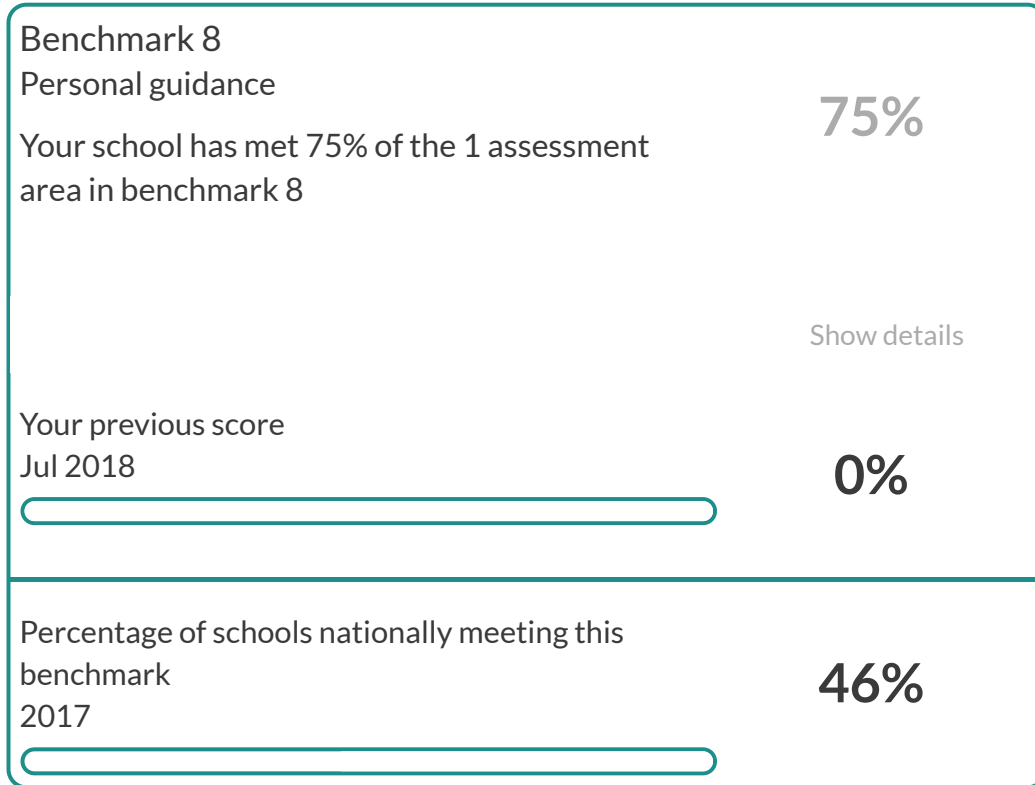 Benchmark 8
Personal guidance
75%
Your school has met 75% of the 1 assessment
area in benchmark 8
Show details
Your previous score
Jul 2018
0%
Percentage of schools nationally meeting this
benchmark
2017
46%